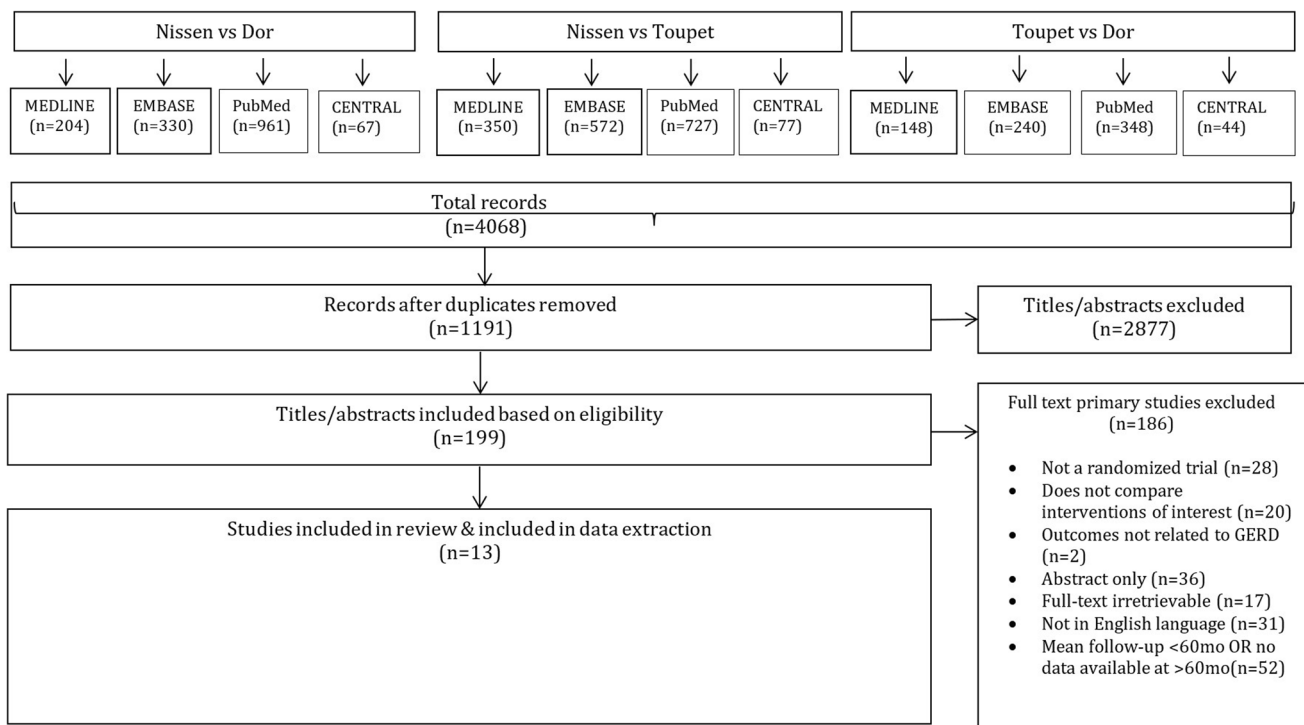 Nissen vs Dor
Nissen vs Toupet
Toupet vs Dor
MEDLINE
(n=204)
EMBASE
(n=330)
PubMed
(n=961)
CENTRAL
(n=67)
MEDLINE
(n=350)
EMBASE
(n=572)
PubMed
(n=727)
CENTRAL
(n=77)
MEDLINE
(n=148)
EMBASE
(n=240)
PubMed
(n=348)
CENTRAL
(n=44)
Total records
(n=4068)
Records after duplicates removed
(n=1191)
Titles/abstracts excluded
(n=2877)
Titles/abstracts included based on eligibility
(n=199)
Full text primary studies excluded
(n=186)
• Not a randomized trial (n=28)
• Does not compare
interventions of interest (n=20)
• Outcomes not related to GERD
(n=2)
• Abstract only (n=36)
• Full-text irretrievable (n=17)
• Not in English language (n=31)
• Mean follow-up <60mo OR no
data available at >60mo(n=52)
Studies included in review & included in data extraction
(n=13)